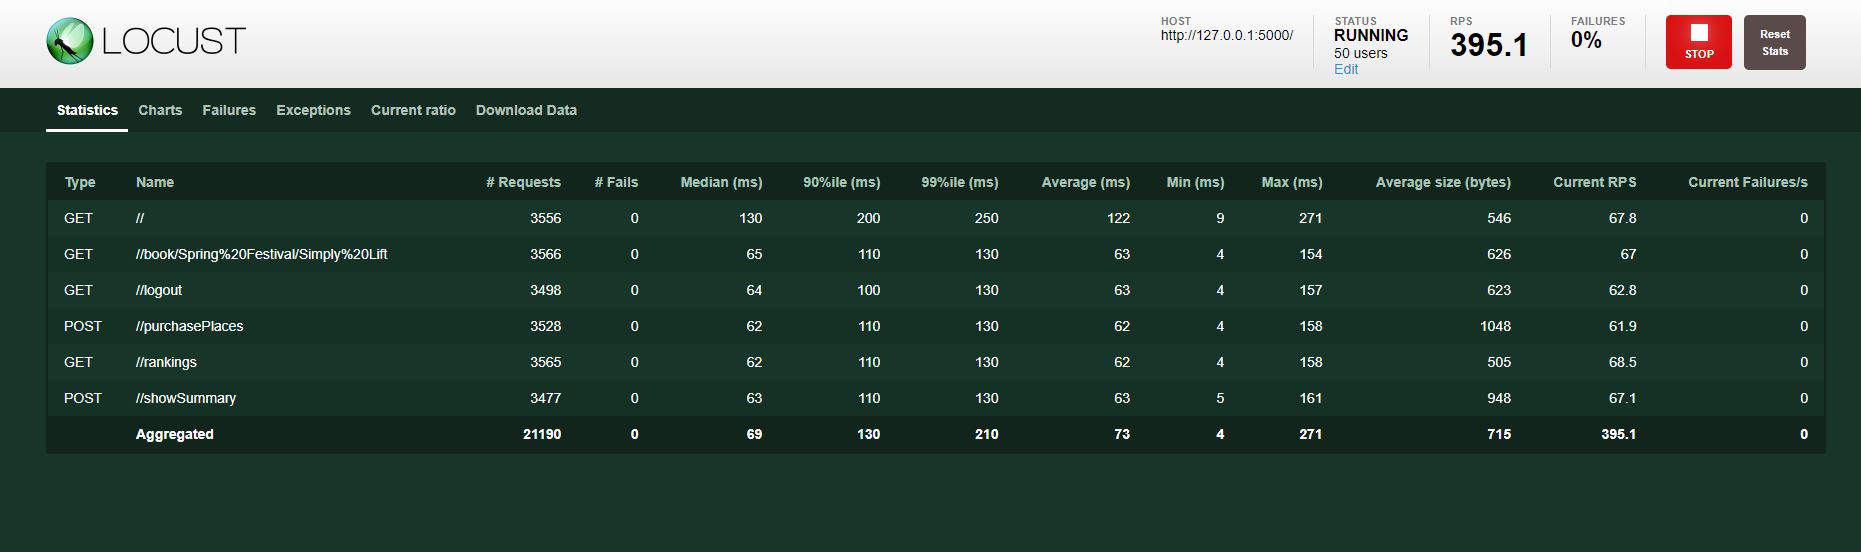 LOCUST
HOST
http://127.0.0.1:5000/
STATUS
RUNNING
50 users
Edit
RPS
395.1
FAILURES
0%
STOP
Reset
Stats
Statistics Charts Failures Exceptions Current ratio Download Data
Type Name # Requests # Fails Median (ms) 90%ile (ms) 99%ile (ms) Average (ms) Min (ms) Max (ms) Average size (bytes) Current RPS Current Failures/s
GET // 3556 0 130 200 250 122 9 271 546 67.8 0
GET //book/Spring%20Festival/Simply%20Lift 3566 0 65 110 130 63 4 154 626 67 0
GET //logout 3498 0 64 100 130 63 4 157 623 62.8 0
POST //purchasePlaces 3528 0 62 110 130 62 4 158 1048 61.9 0
GET //rankings 3565 0 62 110 130 62 4 158 505 68.5 0
POST //showSummary 3477 0 63 110 130 63 5 161 948 67.1 0
Aggregated 21190 0 69 130 210 73 4 271 715 395.1 0